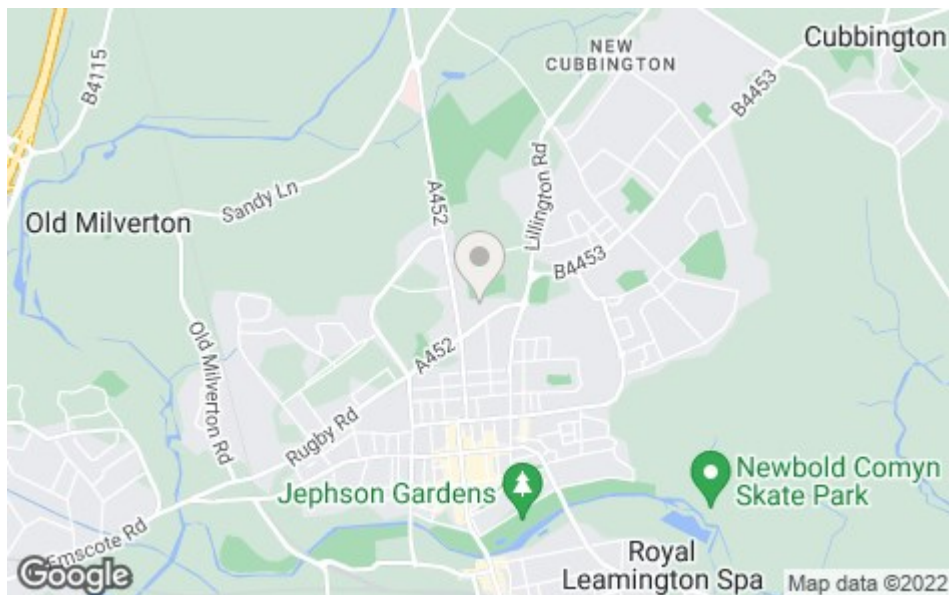 NEW
CUBBINGTON
Cubbington
B4115
B4453
Lillington Rd
Sandy Ln
A452
Old Milverton
B4453
Old Milverton Rd
A452
Rugby Rd
Jephson Gardens
Newbold Comyn
Skate Park
Emscote Rd
Royal
Leamington Spa
Google
Map data ©2022